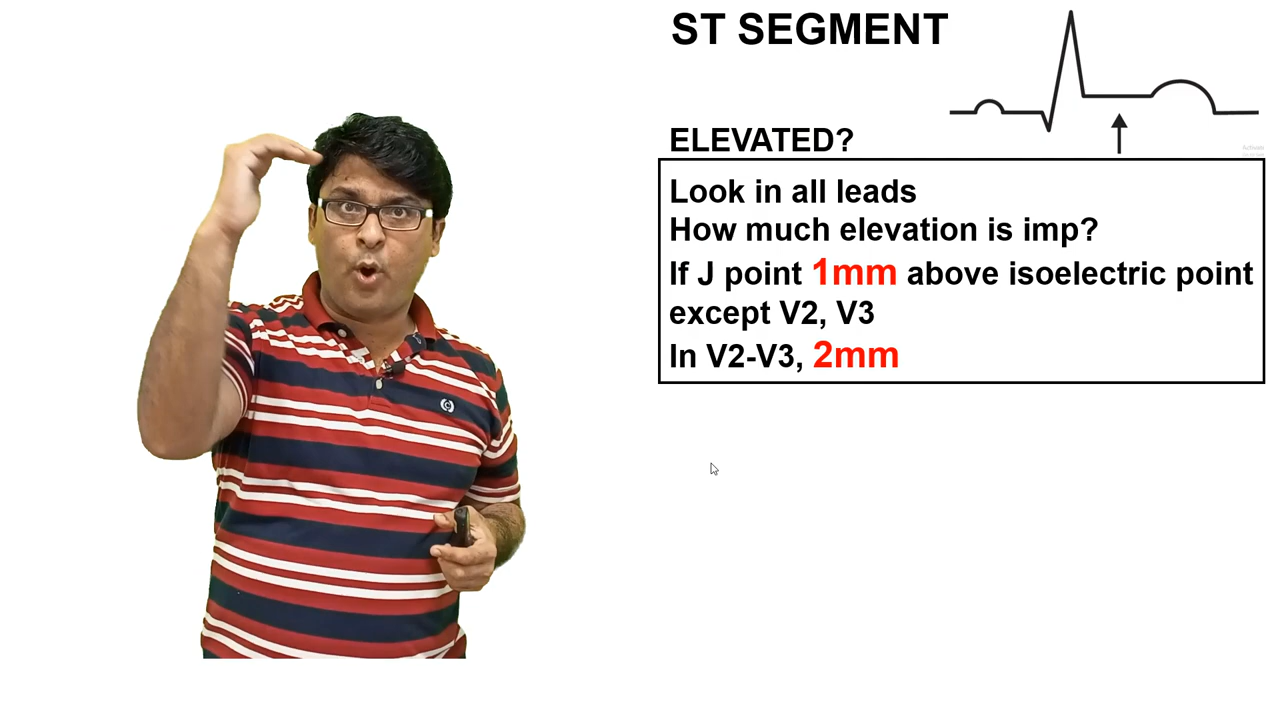 ST SEGMENT
ELEVATED?
Look in all leads
How much elevation is imp?
If J point 1mm above isoelectric point
except V2, V3
In V2-V3, 2mm